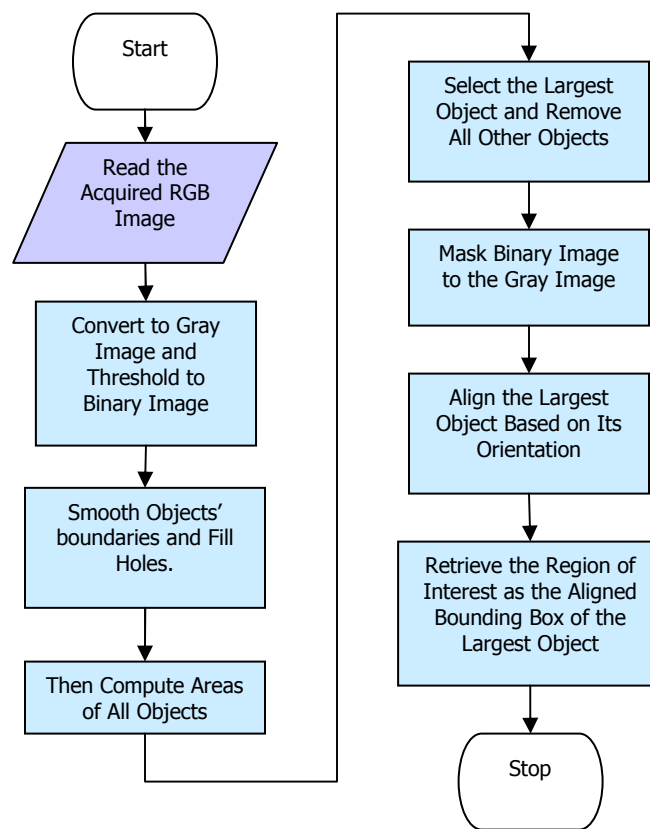 Start
Read the
Acquired RGB
Image
Convert to Gray
Image and
Threshold to
Binary Image
Smooth Objects’
boundaries and Fill
Holes.
Then Compute Areas
of All Objects
Select the Largest
Object and Remove
All Other Objects
Mask Binary Image
to the Gray Image
Align the Largest
Object Based on Its
Orientation
Retrieve the Region of
Interest as the Aligned
Bounding Box of the
Largest Object
Stop